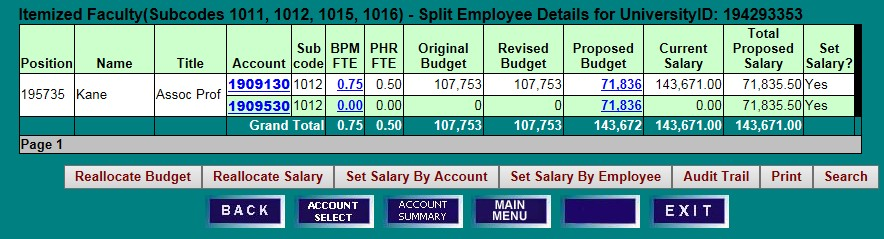 Itemized Faculty(Subcodes 1011, 1012, 1015, 1016) - Split Employee Details for UniversityID: 194293353
Position Name Title Account Sub code BPM FTE PHR FTE Original Budget Revised Budget Proposed Budget Current Salary Total Proposed Salary Set Salary?
195735 Kane Assoc Prof 1909130 1012 0.75 0.50 107,753 107,753 71,836 143,671.00 71,835.50 Yes
1909530 1012 0.00 0.00 0 0 71,836 0.00 71,835.50 Yes
Grand Total 0.75 0.50 107,753 107,753 143,672 143,671.00 143,671.00
Page 1
Reallocate Budget Reallocate Salary Set Salary By Account Set Salary By Employee Audit Trail Print Search
BACK ACCOUNT SELECT ACCOUNT SUMMARY MAIN MENU EXIT